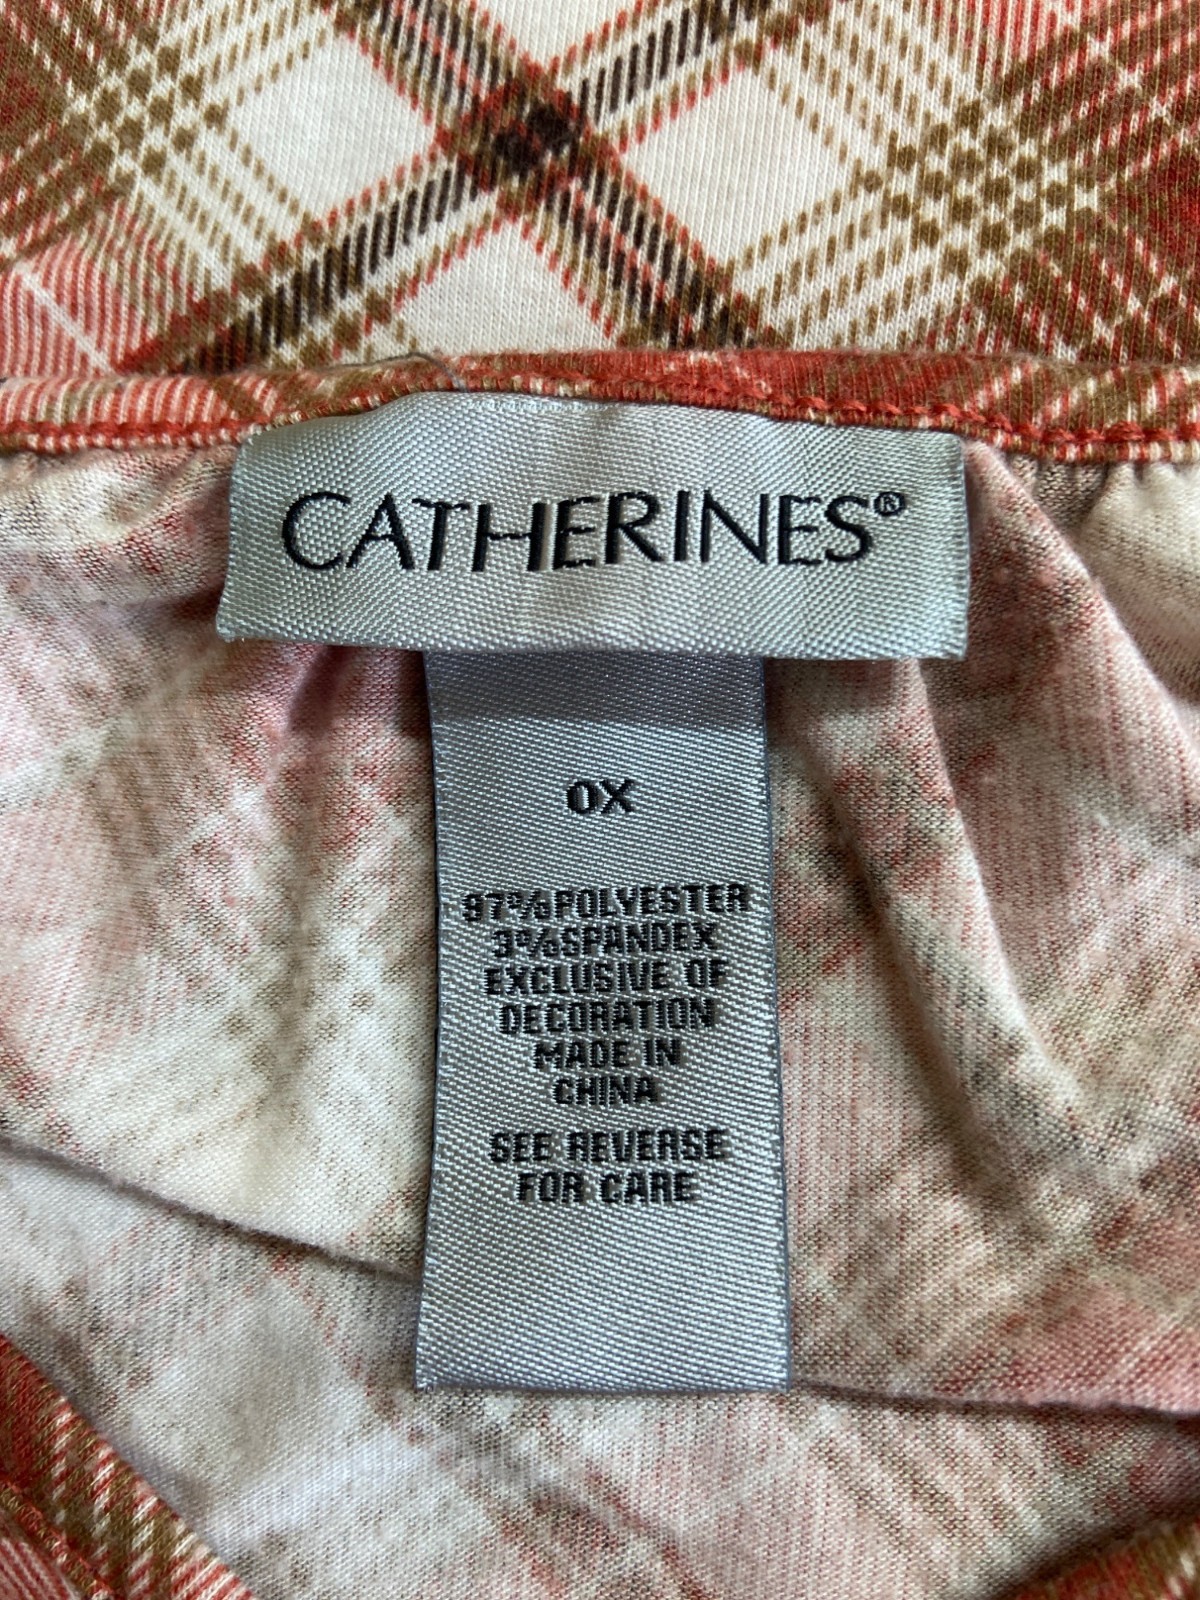 CATHERINES®
0X
97%POLYESTER
3%SPANDEX
EXCLUSIVE OF
DECORATION
MADE IN
CHINA
SEE REVERSE
FOR CARE